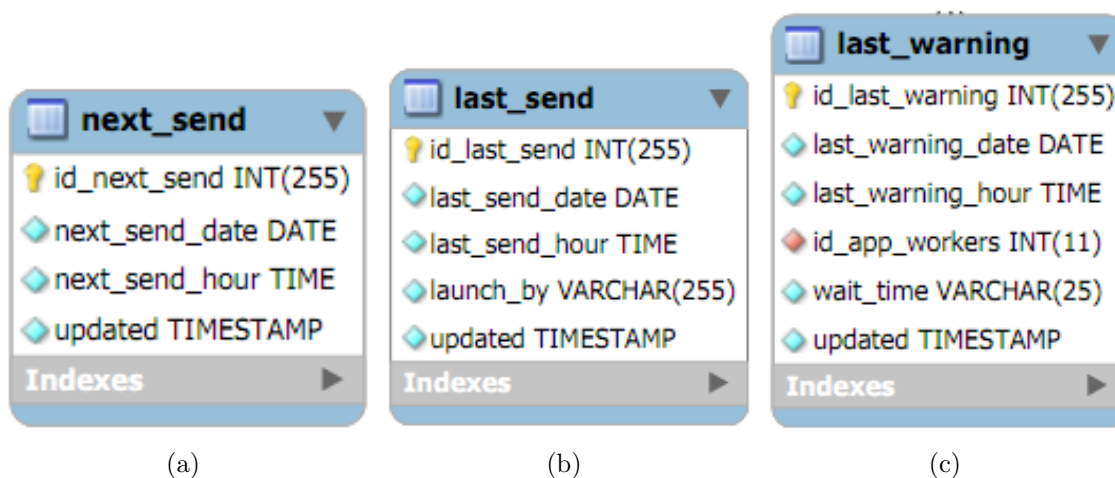 next_send
id_next_send INT(255)
next_send_date DATE
next_send_hour TIME
updated TIMESTAMP
Indexes
(a)
last_send
id_last_send INT(255)
last_send_date DATE
last_send_hour TIME
launch_by VARCHAR(255)
updated TIMESTAMP
Indexes
(b)
last_warning
id_last_warning INT(255)
last_warning_date DATE
last_warning_hour TIME
id_app_workers INT(11)
wait_time VARCHAR(25)
updated TIMESTAMP
Indexes
(c)